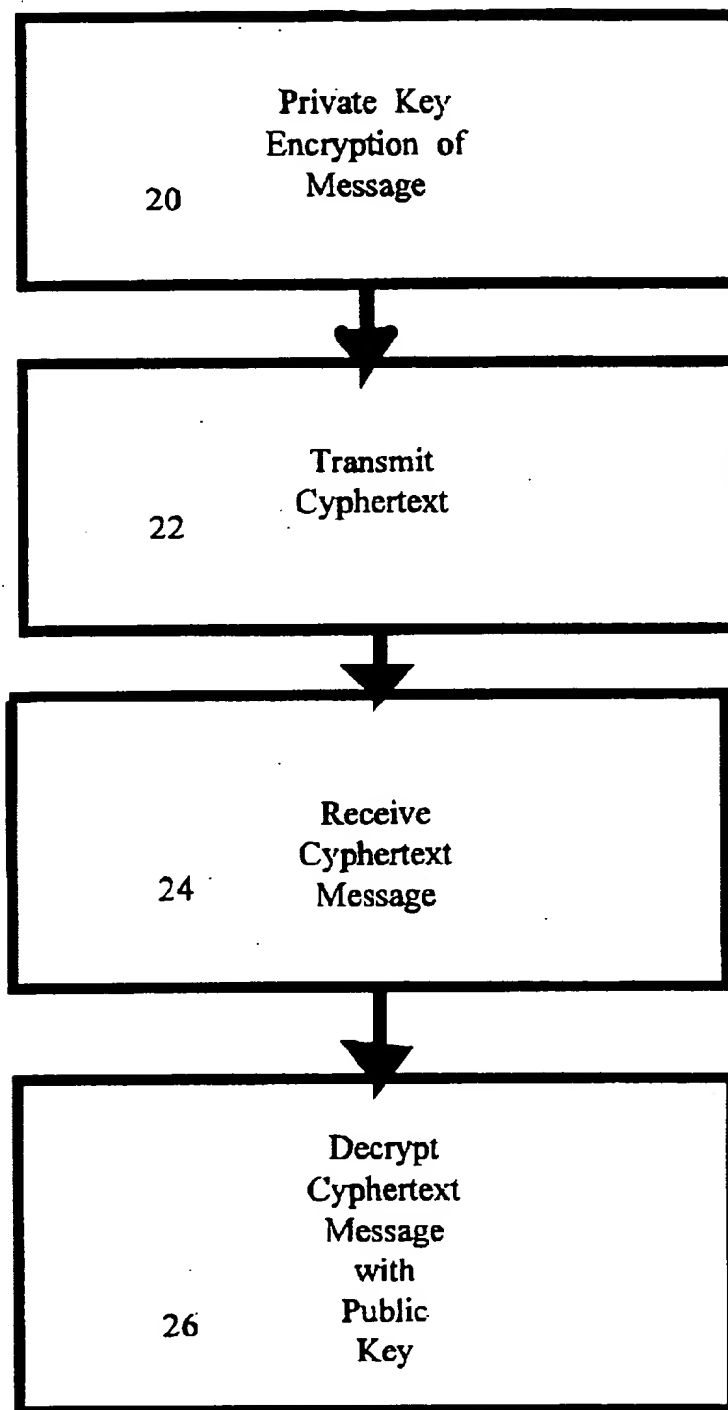 Private Key
Encryption of
Message
20
Transmit
Cyphertext
22
Receive
Cyphertext
Message
24
Decrypt
Cyphertext
Message
with
Public
Key
26